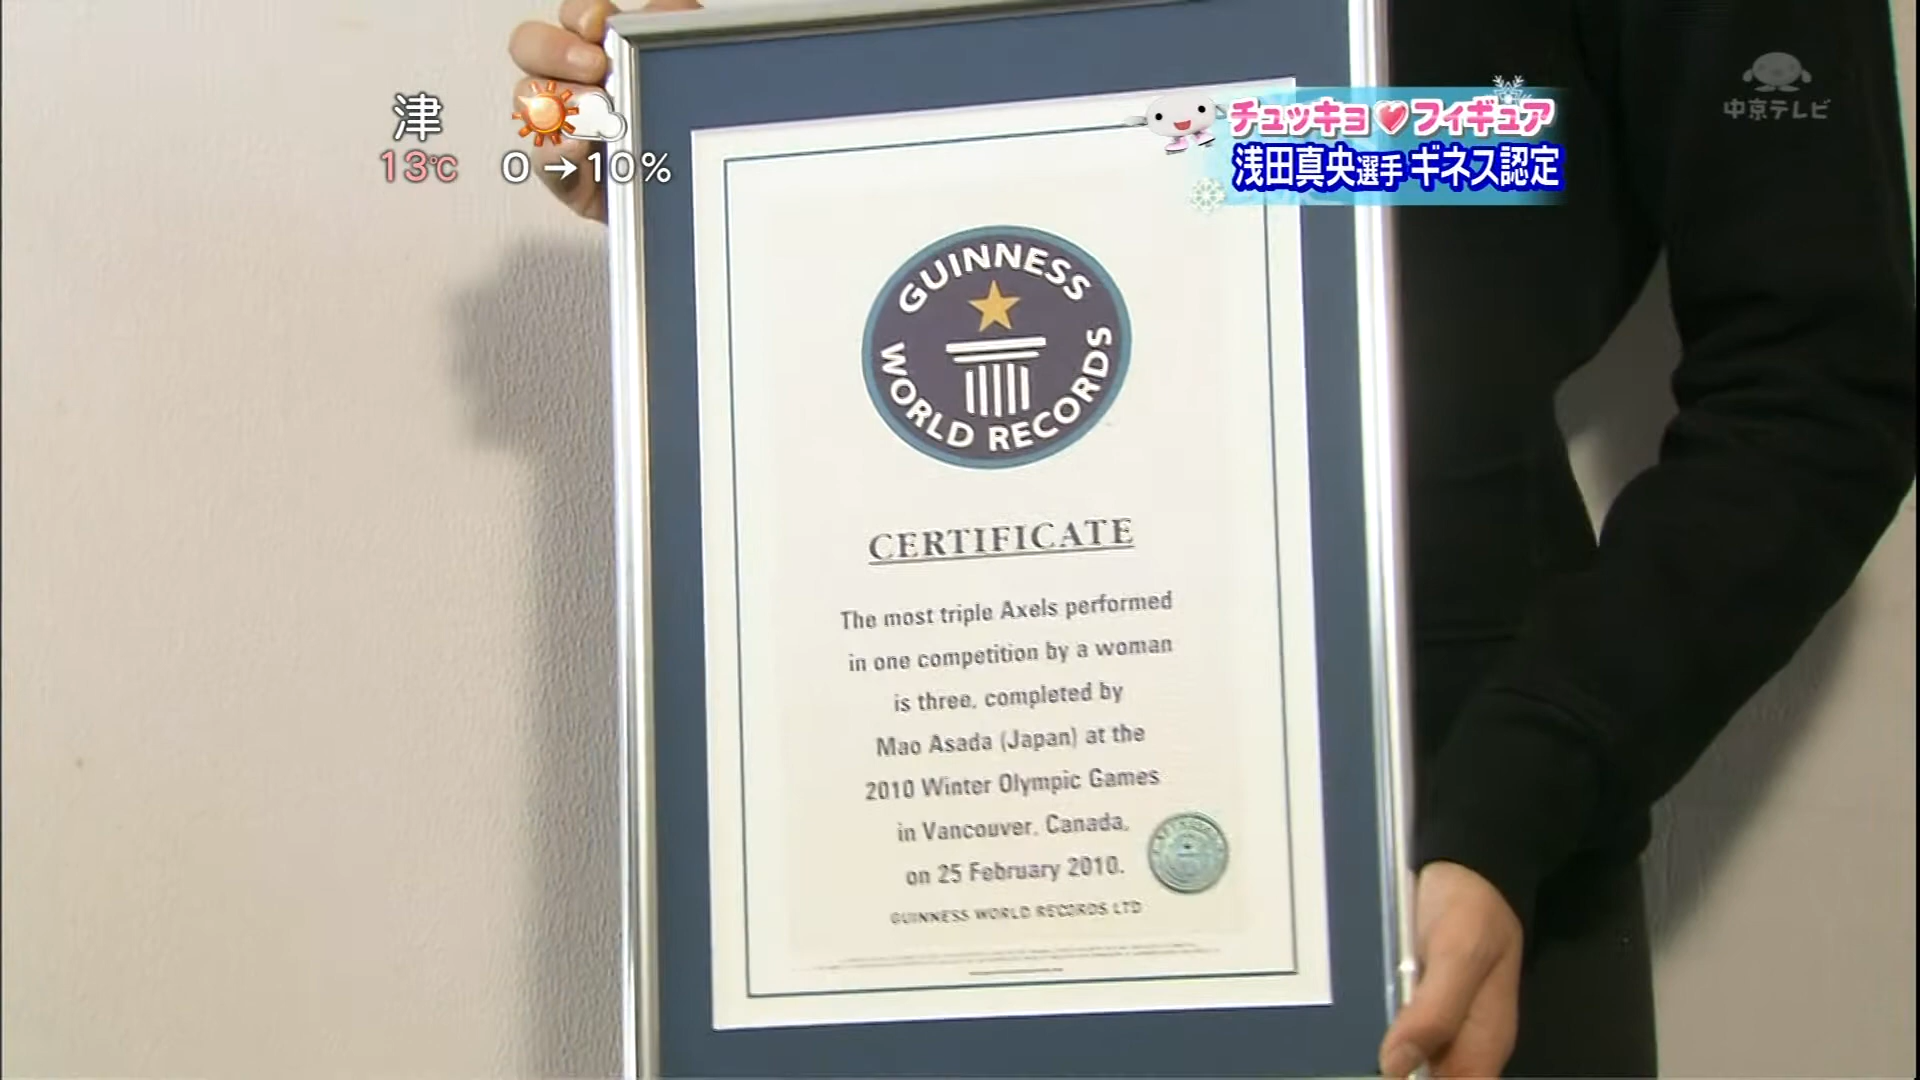 津
13℃ 0→10%
チュッキョ♥フィギュア
浅田真央選手 ギネス認定
中京テレビ
GUINNESS
WORLD RECORDS
CERTIFICATE
The most triple Axels performed
in one competition by a woman
is three, completed by
Mao Asada (Japan) at the
2010 Winter Olympic Games
in Vancouver, Canada,
on 25 February 2010.
GUINNESS WORLD RECORDS LTD